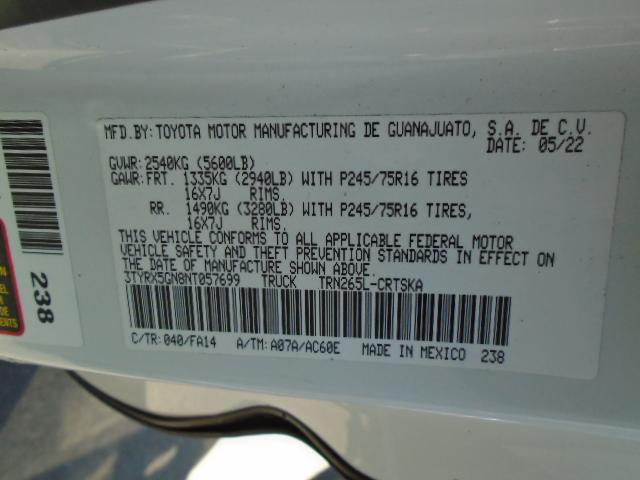 MFD.BY: TOYOTA MOTOR MANUFACTURING DE GUANAJUATO, S.A. DE C.V.
DATE: 05/22
GVWR: 2540KG (5600LB)
GAWR: FRT. 1335KG (2940LB) WITH P245/75R16 TIRES
16X7J RIMS.
RR. 1490KG (3280LB) WITH P245/75R16 TIRES,
16X7J RIMS.
THIS VEHICLE CONFORMS TO ALL APPLICABLE FEDERAL MOTOR
VEHICLE SAFETY AND THEFT PREVENTION STANDARDS IN EFFECT ON
THE DATE OF MANUFACTURE SHOWN ABOVE.
3TYRX5GN8NT057699 TRUCK TRN265L-CRTSKA
C/TR: 040/FA14 A/TM: A07A/AC60E MADE IN MEXICO 238
238